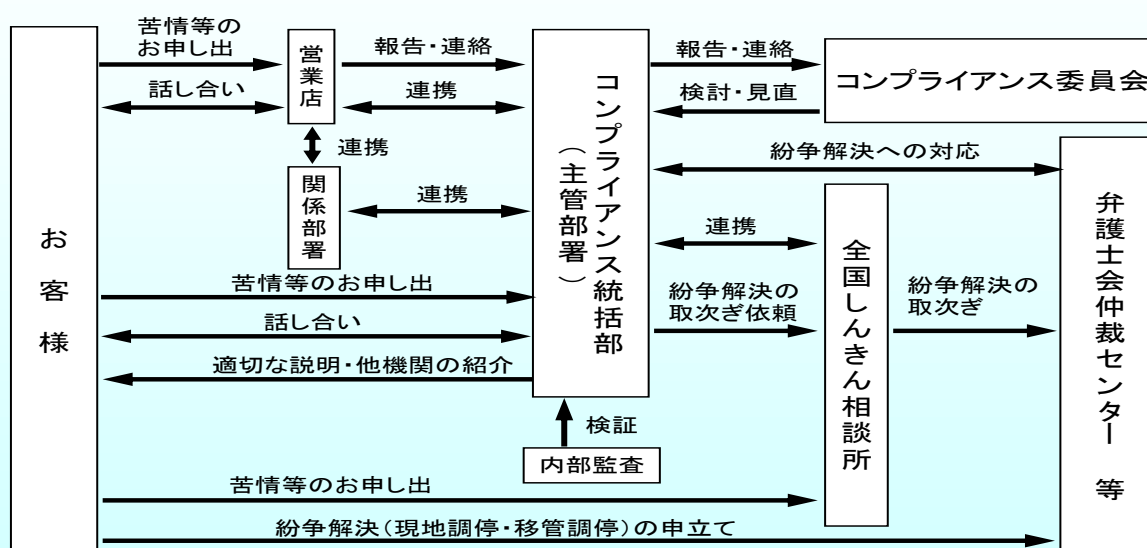 お客様
苦情等の
お申し出
話し合い
営業店
報告・連絡
連携
連携
関係部署
連携
コンプライアンス統括部
（主管部署）
報告・連絡
検討・見直
コンプライアンス委員会
紛争解決への対応
連携
紛争解決の
取次ぎ依頼
全国しんきん相談所
紛争解決の
取次ぎ
弁護士会仲裁センター 等
苦情等のお申し出
話し合い
適切な説明・他機関の紹介
検証
内部監査
苦情等のお申し出
紛争解決（現地調停・移管調停）の申立て